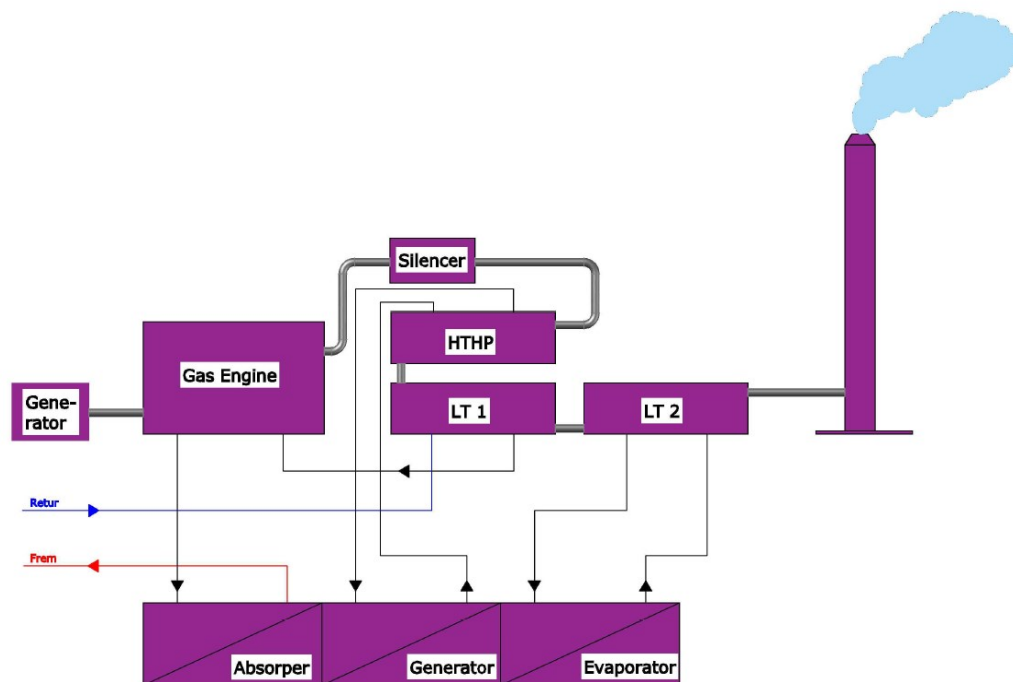 Silencer
HTHP
Gas Engine
Gene-
rator
LT 1
LT 2
Retur
Frem
Absorper
Generator
Evaporator